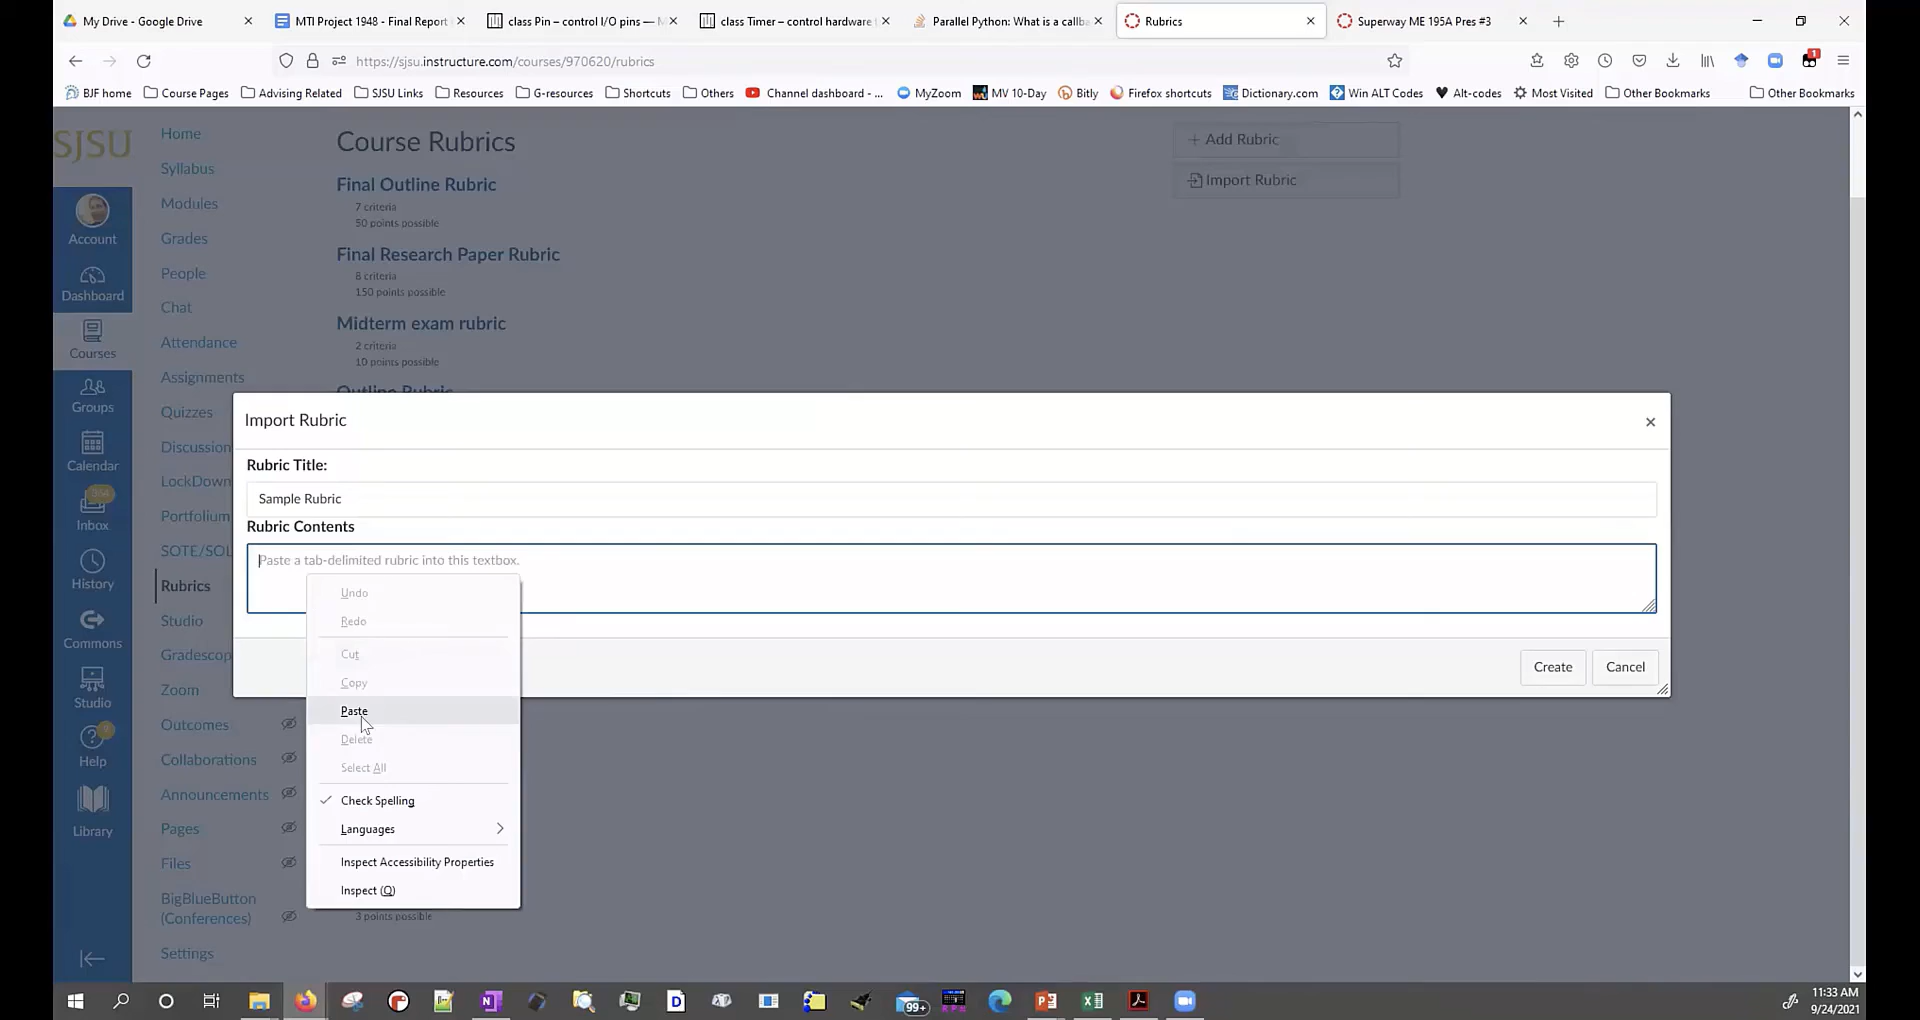 My Drive - Google Drive
MTI Project 1948 - Final Report
class Pin – control I/O pins —
class Timer – control hardware
Parallel Python: What is a callba
Rubrics
Superway ME 195A Pres #3
https://sjsu.instructure.com/courses/970620/rubrics
1
BJF home
Course Pages
Advising Related
SJSU Links
Resources
G-resources
Shortcuts
Others
Channel dashboard - ...
MyZoom
MV 10-Day
Bitly
Firefox shortcuts
Dictionary.com
Win ALT Codes
Alt-codes
Most Visited
Other Bookmarks
Other Bookmarks
SJSU
Account
Dashboard
Courses
Groups
Calendar
Inbox
History
Commons
Studio
9
Help
Library
Home
Syllabus
Modules
Grades
People
Chat
Attendance
Assignments
Quizzes
Discussion
LockDown
Portfolium
SOTE/SOL
Rubrics
Studio
Gradescop
Zoom
Outcomes
Collaborations
Announcements
Pages
Files
BigBlueButton
(Conferences)
Settings
Course Rubrics
Final Outline Rubric
7 criteria
50 points possible
Final Research Paper Rubric
8 criteria
150 points possible
Midterm exam rubric
2 criteria
10 points possible
Outline Rubric
3 points possible
+ Add Rubric
Import Rubric
Import Rubric
×
Rubric Title:
Sample Rubric
Rubric Contents
Paste a tab-delimited rubric into this textbox.
Create
Cancel
Undo
Redo
Cut
Copy
Paste
Delete
Select All
Check Spelling
Languages
Inspect Accessibility Properties
Inspect (Q)
99+
11:33 AM
9/24/2021